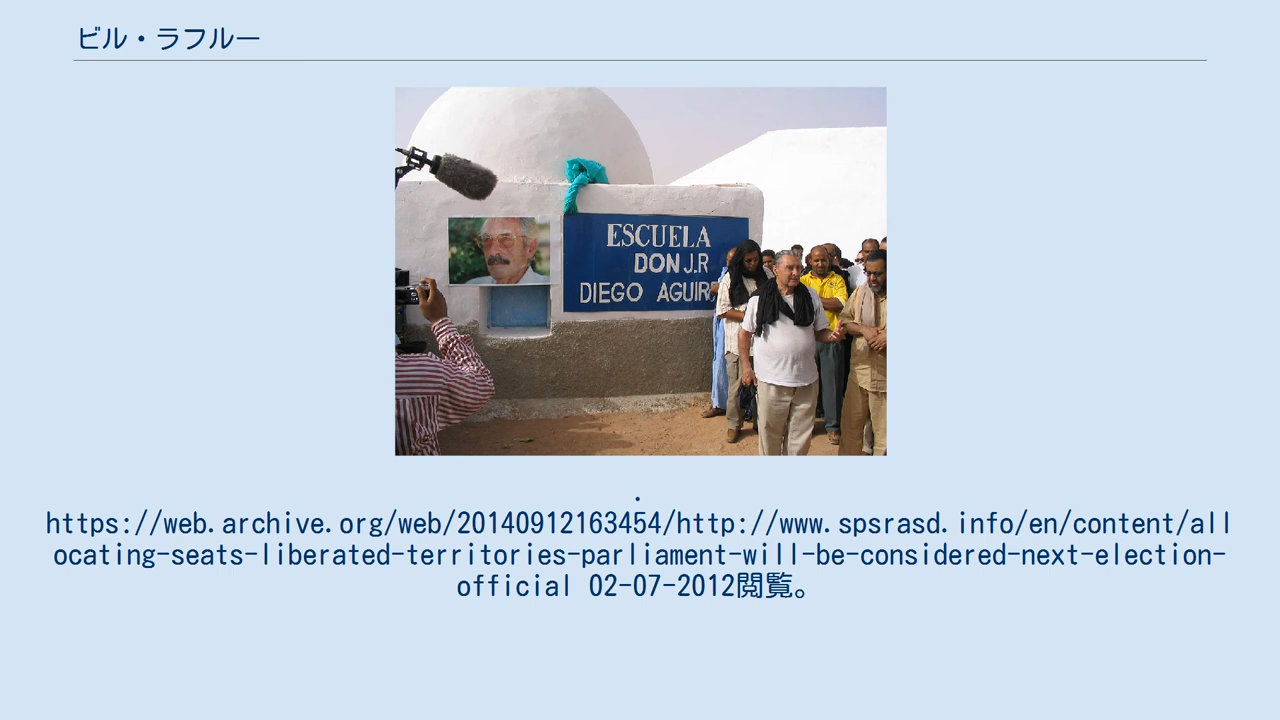 ビル・ラフルー
ESCUELA
DON J.R
DIEGO AGUIR
.
https://web.archive.org/web/20140912163454/http://www.spsrasd.info/en/content/all
ocating-seats-liberated-territories-parliament-will-be-considered-next-election-
official 02-07-2012閲覧。